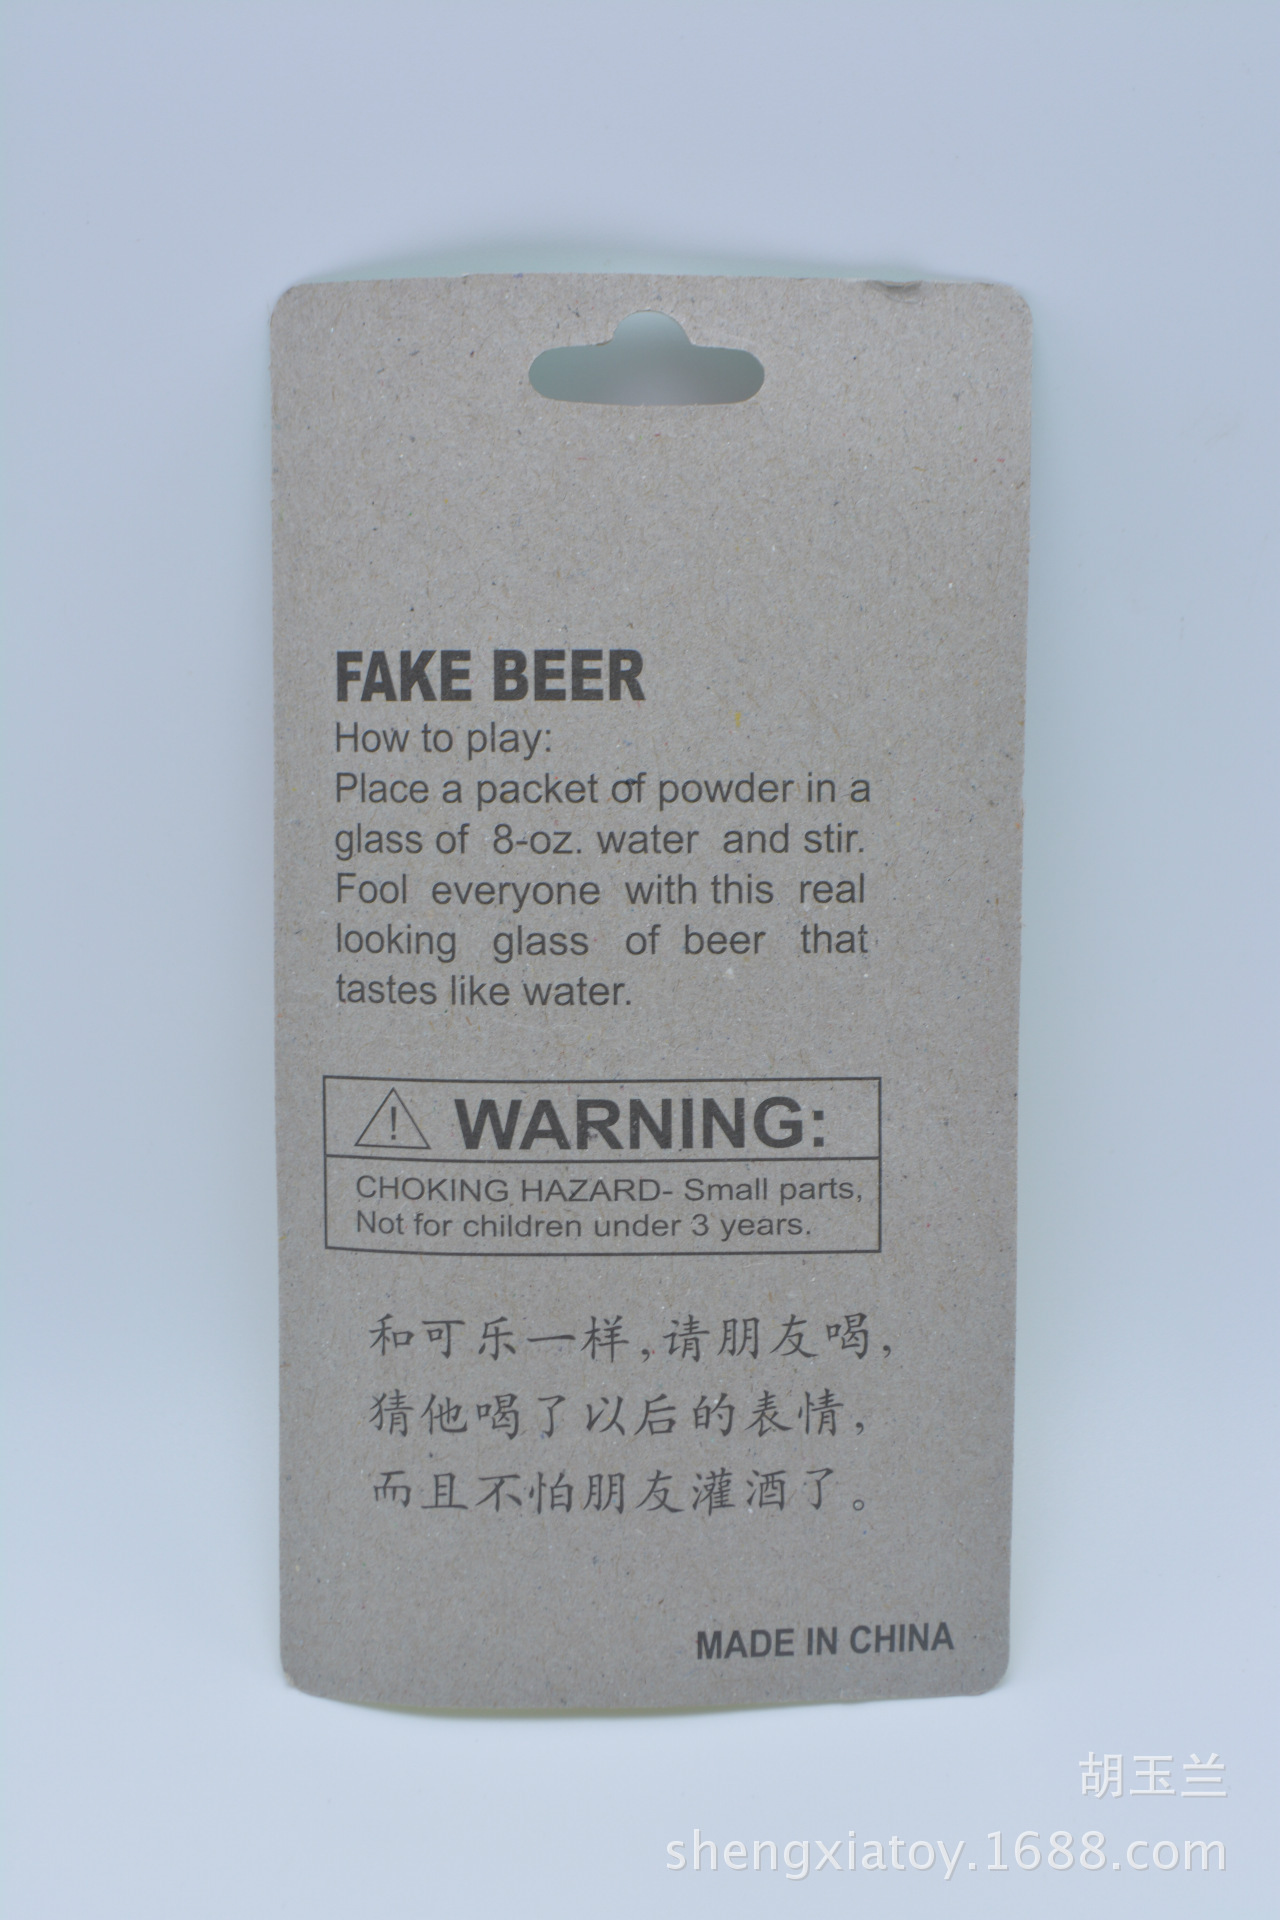 FAKE BEER
How to play:
Place a packet of powder in a
glass of 8-oz. water and stir.
Fool everyone with this real
looking glass of beer that
tastes like water.
WARNING:
CHOKING HAZARD- Small parts,
Not for children under 3 years.
和可乐一样,请朋友喝,
猜他喝了以后的表情,
而且不怕朋友灌酒了。
MADE IN CHINA
胡玉兰
shengxiatoy.1688.com